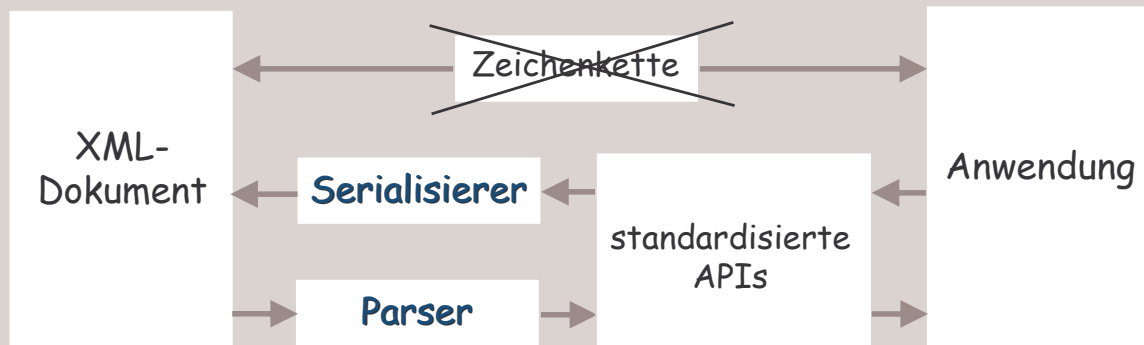 Zeichenkette
XML-
Dokument
Anwendung
Serialisierer
standardisierte
APIs
Parser